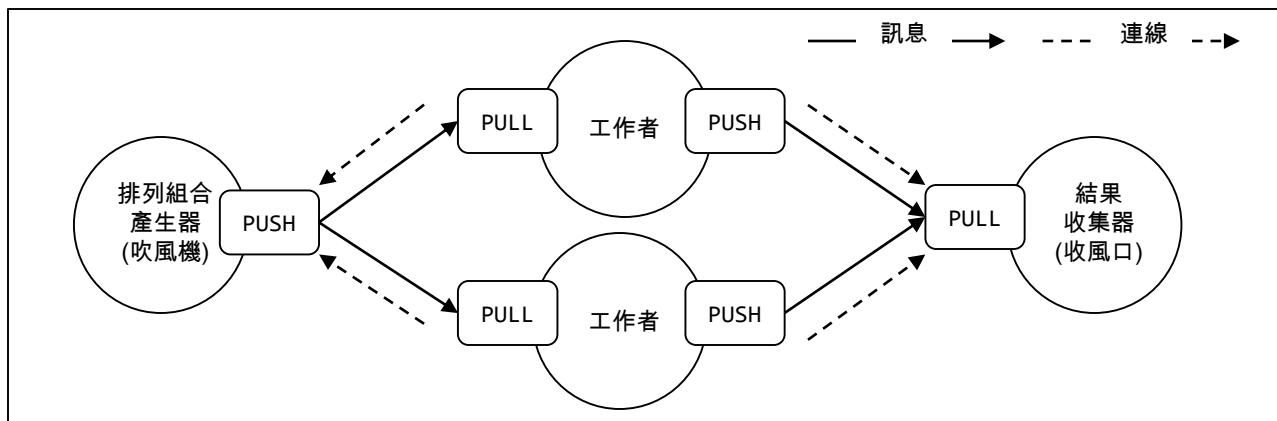 訊息
連線
排列組合
產生器
(吹風機)
PUSH
PULL
工作者
PUSH
PULL
工作者
PUSH
PULL
結果
收集器
(收風口)